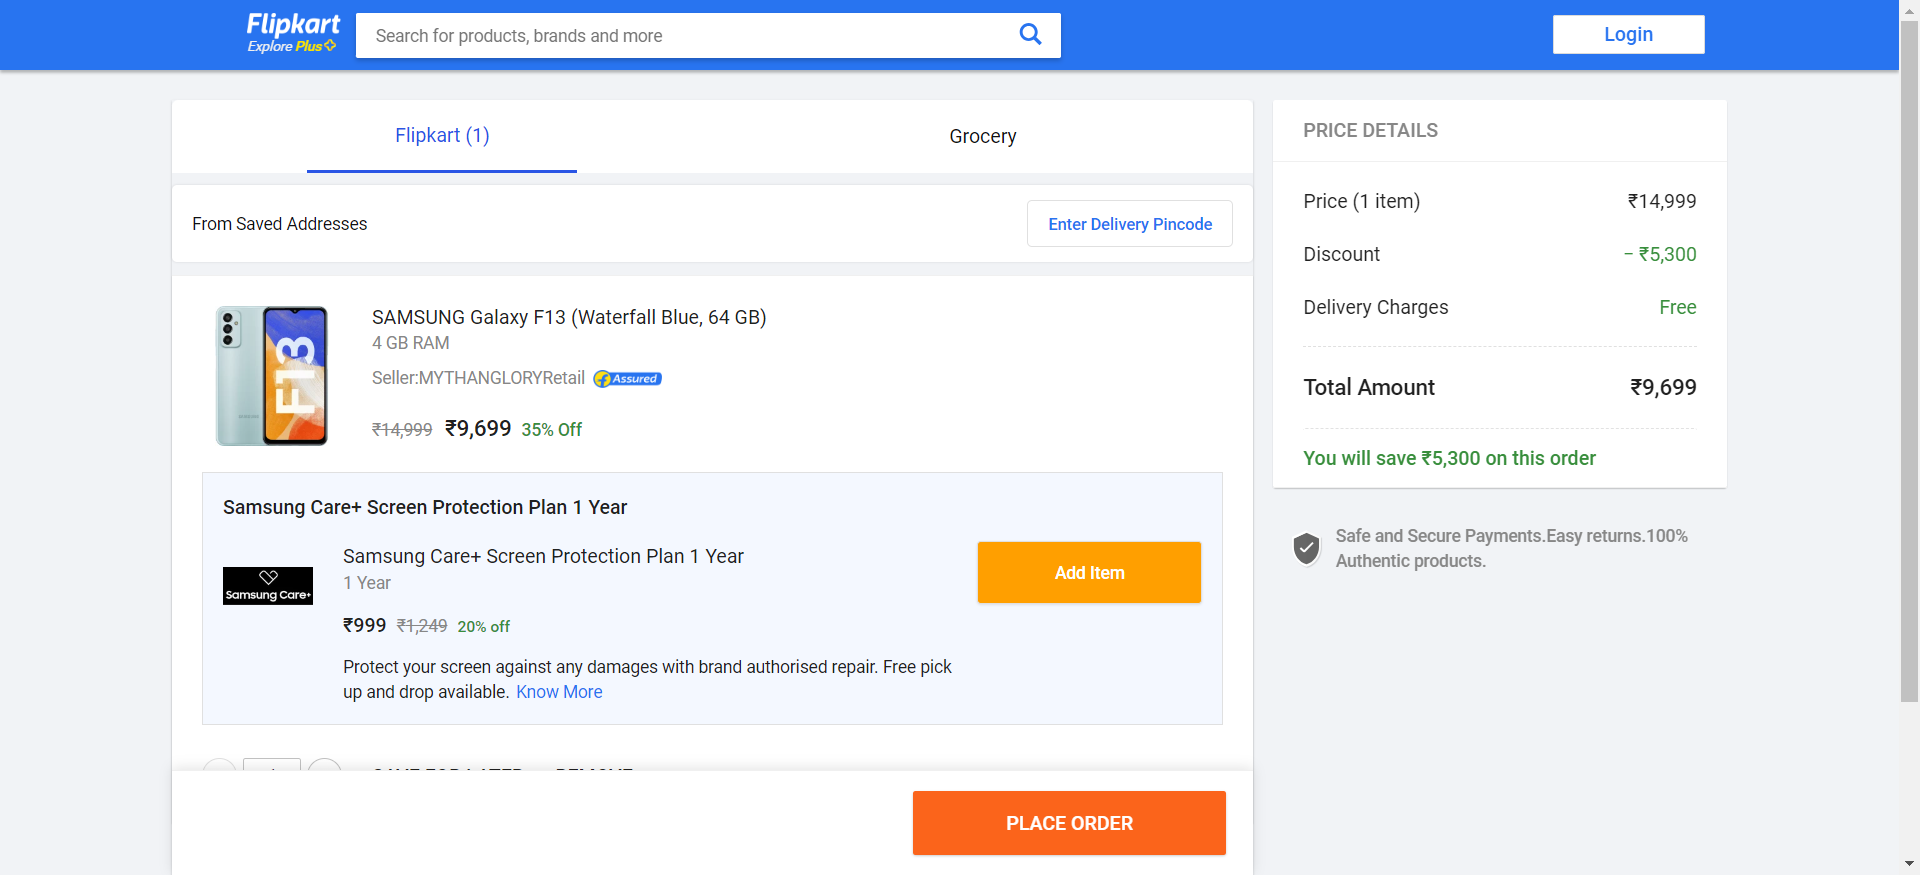 Flipkart
Explore Plus
Search for products, brands and more
Login
Flipkart (1)
Grocery
From Saved Addresses
Enter Delivery Pincode
SAMSUNG Galaxy F13 (Waterfall Blue, 64 GB)
4 GB RAM
Seller:MYTHANGLORYRetail
Assured
₹14,999 ₹9,699 35% Off
F13
SAMSUNG
Samsung Care+ Screen Protection Plan 1 Year
Samsung Care+
Samsung Care+ Screen Protection Plan 1 Year
1 Year
₹999 ₹1,249 20% off
Protect your screen against any damages with brand authorised repair. Free pick
up and drop available. Know More
Add Item
SAVE FOR LATER REMOVE
PLACE ORDER
PRICE DETAILS
Price (1 item) ₹14,999
Discount − ₹5,300
Delivery Charges Free
Total Amount ₹9,699
You will save ₹5,300 on this order
Safe and Secure Payments.Easy returns.100%
Authentic products.